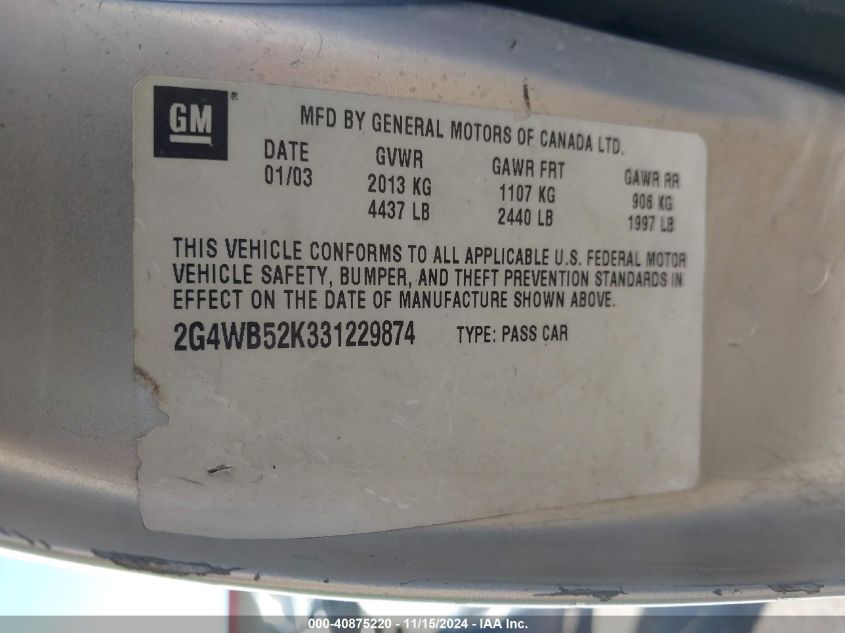 GM®
MFD BY GENERAL MOTORS OF CANADA LTD.
DATE GVWR GAWR FRT GAWR RR
01/03 2013 KG 1107 KG 906 KG
4437 LB 2440 LB 1997 LB
THIS VEHICLE CONFORMS TO ALL APPLICABLE U.S. FEDERAL MOTOR
VEHICLE SAFETY, BUMPER, AND THEFT PREVENTION STANDARDS IN
EFFECT ON THE DATE OF MANUFACTURE SHOWN ABOVE.
2G4WB52K331229874 TYPE: PASS CAR
000-40875220 - 11/15/2024 - IAA Inc.